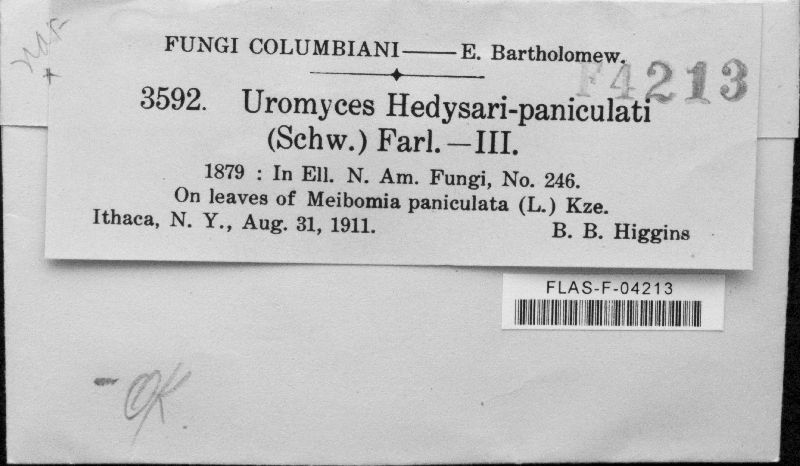 FUNGI COLUMBIANI——E. Bartholomew.
F4213
3592. Uromyces Hedysari-paniculati
(Schw.) Farl.—III.
1879 : In Ell. N. Am. Fungi, No. 246.
On leaves of Meibomia paniculata (L.) Kze.
Ithaca, N. Y., Aug. 31, 1911. B. B. Higgins
FLAS-F-04213
- OK